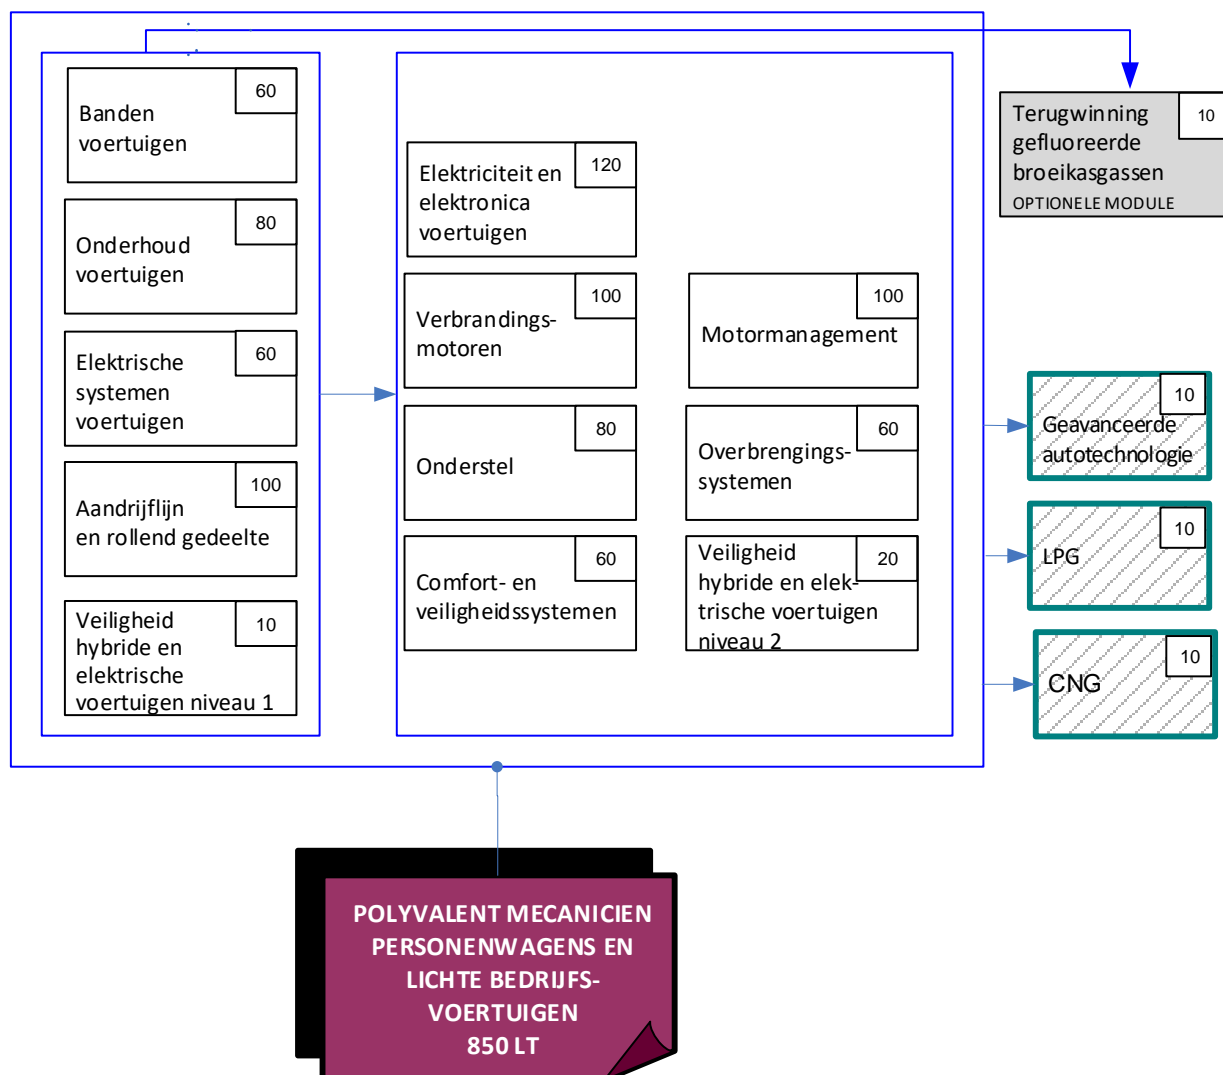 60
Banden
voertuigen
80
Onderhoud
voertuigen
60
Elektrische
systemen
voertuigen
100
Aandrijflijn
en rollend gedeelte
10
Veiligheid
hybride en
elektrische
voertuigen niveau 1
120
Elektriciteit en
elektronica
voertuigen
100
Verbrandings-
motoren
80
Onderstel
60
Comfort- en
veiligheidssystemen
100
Motormanagement
60
Overbrengings-
systemen
20
Veiligheid
hybride en elek-
trische voertuigen
niveau 2
10
Terugwinning
gefluoreerde
broeikasgassen
OPTIONELE MODULE
10
Geavanceerde
autotechnologie
10
LPG
10
CNG
POLYVALENT MECANICIEN
PERSONENWAGENS EN
LICHTE BEDRIJFS-
VOERTUIGEN
850 LT